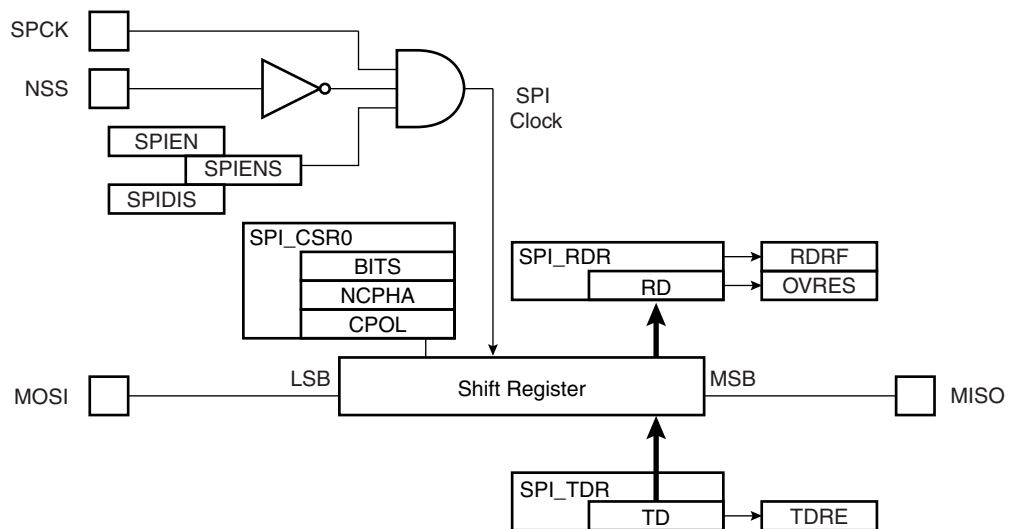 SPCK
NSS
SPI
Clock
SPIEN
SPIENS
SPIDIS
SPI_CSR0
BITS
NCPHA
CPOL
SPI_RDR
RD
RDRF
OVRES
MOSI
LSB
Shift Register
MSB
MISO
SPI_TDR
TD
TDRE